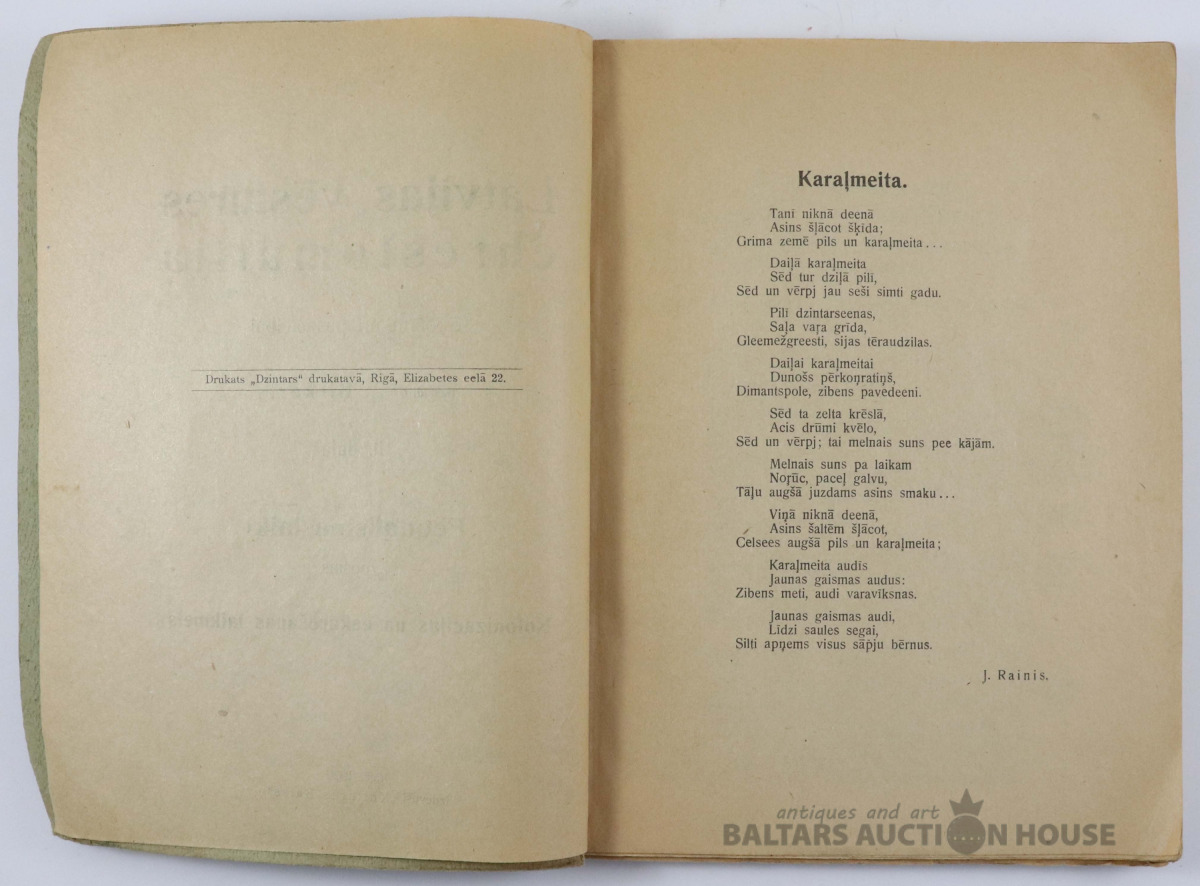 Drukats „Dzintars“ drukatavā, Rīgā, Elizabetes eelā 22.
Karaļmeita.
Tanī niknā deenā
Asins šļācot šķīda;
Grima zemē pils un karaļmeita...
Daiļā karaļmeita
Sēd tur dziļā pilī,
Sēd un vērpj jau seši simti gadu.
Pilī dzintarseenas,
Saļa vaŗa grīda,
Gleemežgreesti, sijas tēraudzilas.
Daiļai karaļmeitai
Dunošs pērkoņratiņš,
Dimantspole, zibens pavedeeni.
Sēd ta zelta krēslā,
Acis drūmi kvēlo,
Sēd un vērpj; tai melnais suns pee kājām.
Melnais suns pa laikam
Noŗūc, paceļ galvu,
Tāļu augšā juzdams asins smaku...
Viņā niknā deenā,
Asins šaltēm šļācot,
Celsees augšā pils un karaļmeita;
Karaļmeita audīs
Jaunas gaismas audus:
Zibens meti, audi varavīksnas.
Jaunas gaismas audi,
Līdzi saules segai,
Silti apņems visus sāpju bērnus.
J. Rainis.
antiques and art
BALTARS AUCTION HOUSE